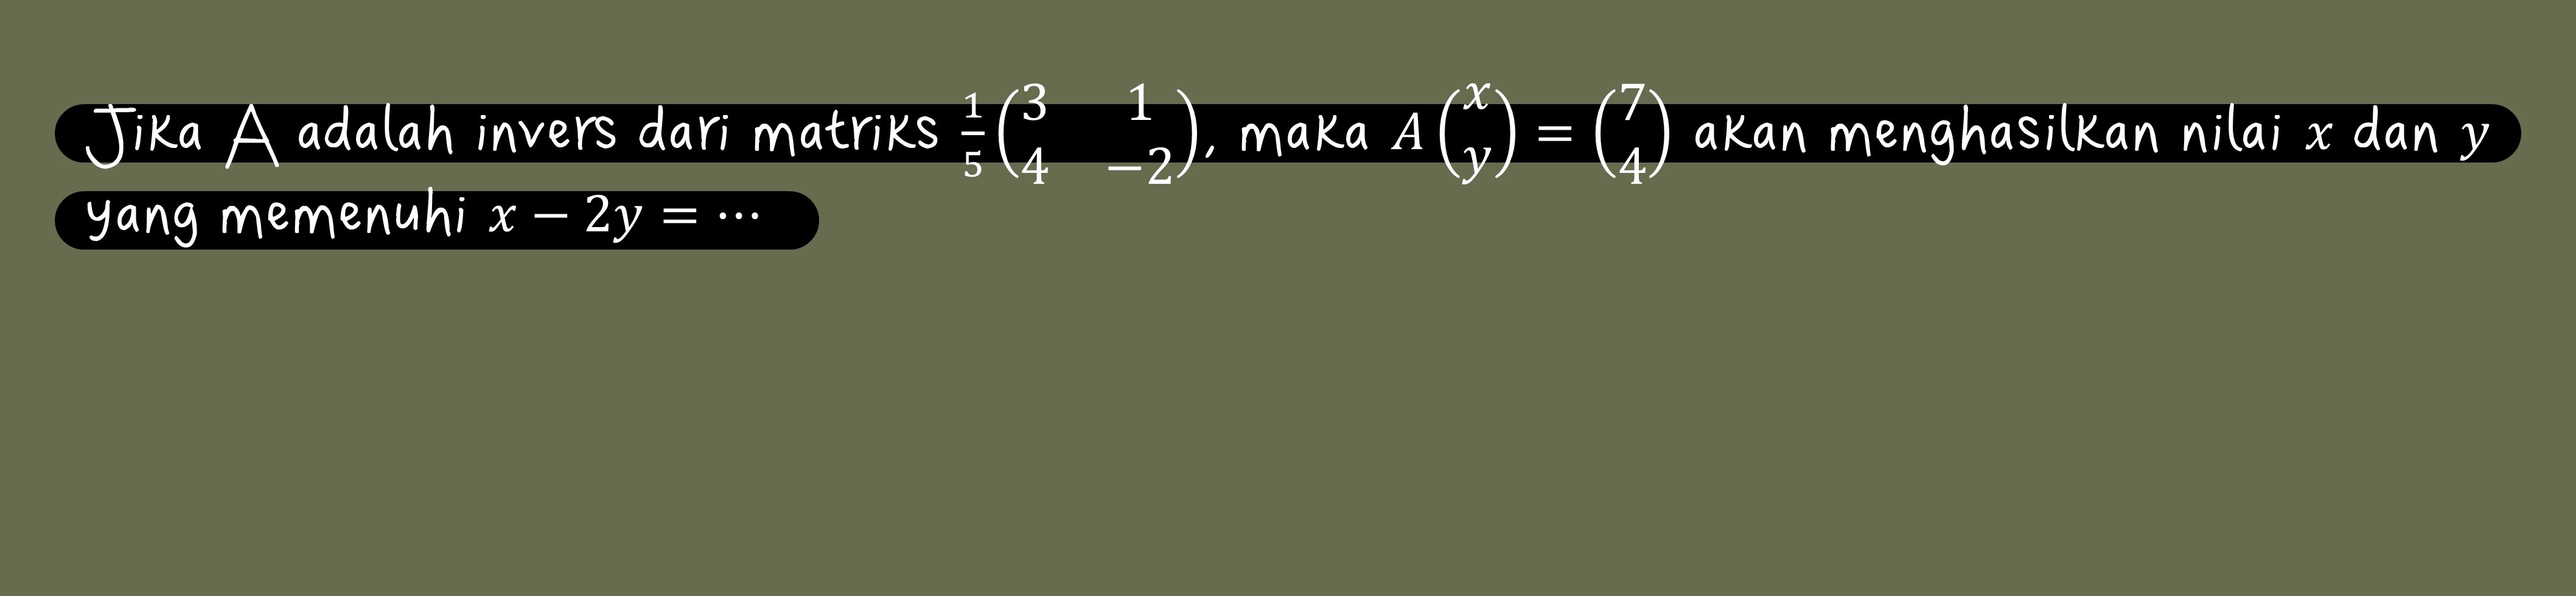 Jika A adalah invers dari matriks $\frac{1}{5}\begin{pmatrix} 3 & 1 \\ 4 & -2 \end{pmatrix}$, maka $A\begin{pmatrix} x \\ y \end{pmatrix} = \begin{pmatrix} 7 \\ 4 \end{pmatrix}$ akan menghasilkan nilai $x$ dan $y$
yang memenuhi $x - 2y = \cdots$